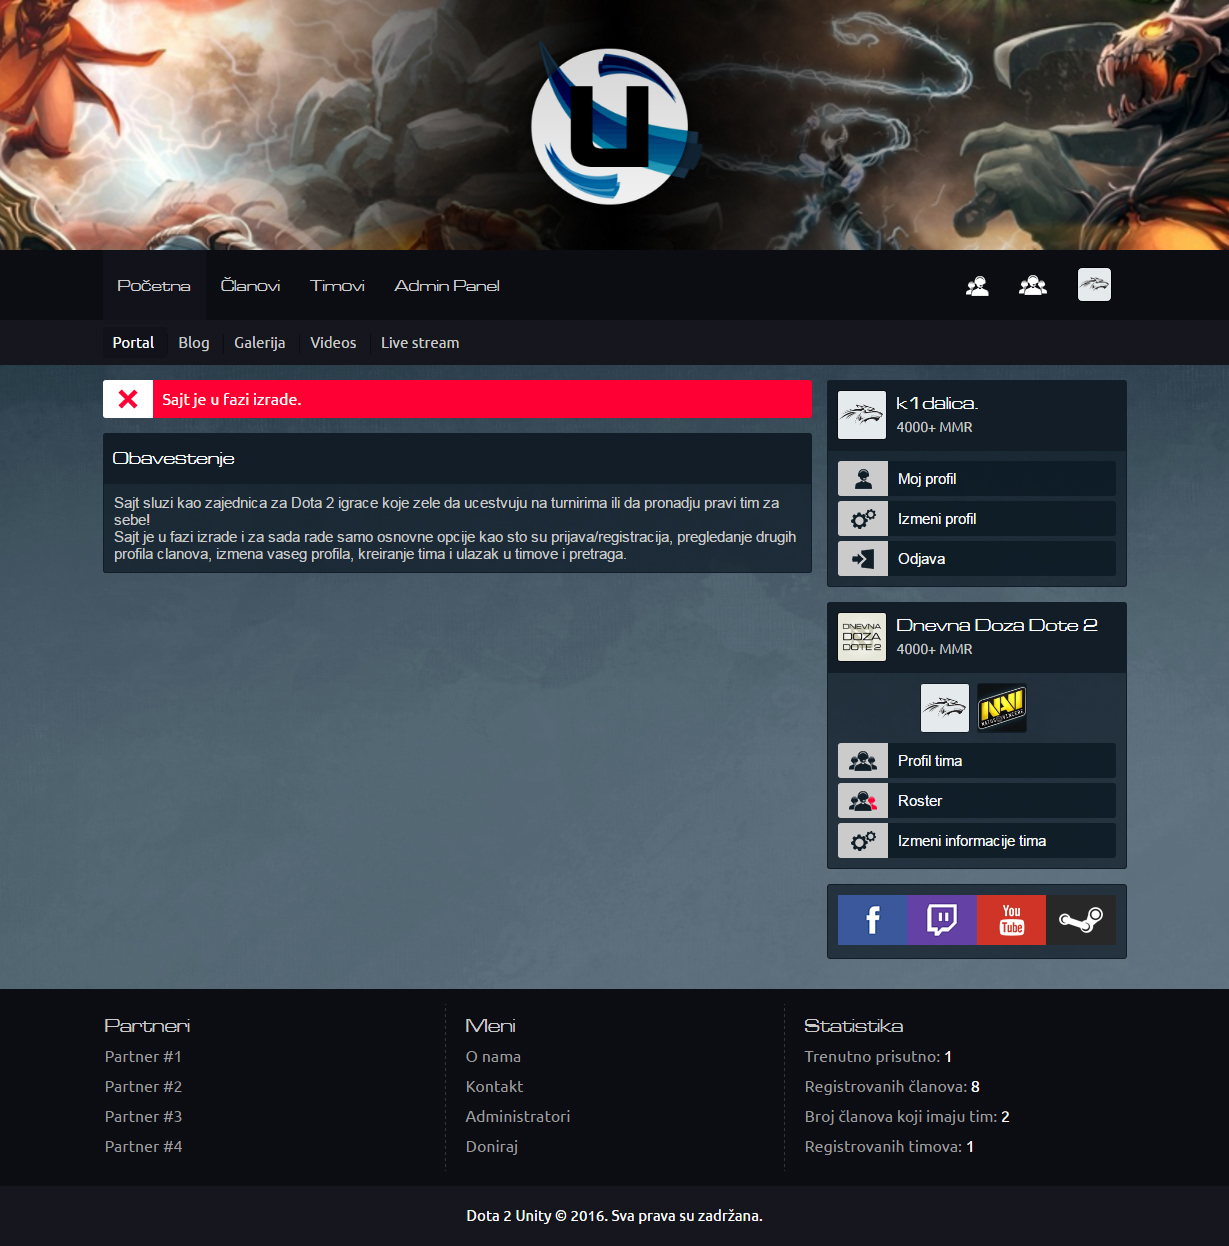 u
Početna
Članovi
Timovi
Admin Panel
Portal
Blog
Galerija
Videos
Live stream
Sajt je u fazi izrade.
Obavestenje
Sajt sluzi kao zajednica za Dota 2 igrace koje zele da ucestvuju na turnirima ili da pronadju pravi tim za
sebe!
Sajt je u fazi izrade i za sada rade samo osnovne opcije kao sto su prijava/registracija, pregledanje drugih
profila clanova, izmena vaseg profila, kreiranje tima i ulazak u timove i pretraga.
k1dalica.
4000+ MMR
Moj profil
Izmeni profil
Odjava
DNEVNA
DOZA
DOTE 2
Dnevna Doza Dote 2
4000+ MMR
NAVI
NATUS VINCERE
Profil tima
Roster
Izmeni informacije tima
f
You
Tube
Partneri
Partner #1
Partner #2
Partner #3
Partner #4
Meni
O nama
Kontakt
Administratori
Doniraj
Statistika
Trenutno prisutno: 1
Registrovanih članova: 8
Broj članova koji imaju tim: 2
Registrovanih timova: 1
Dota 2 Unity © 2016. Sva prava su zadržana.